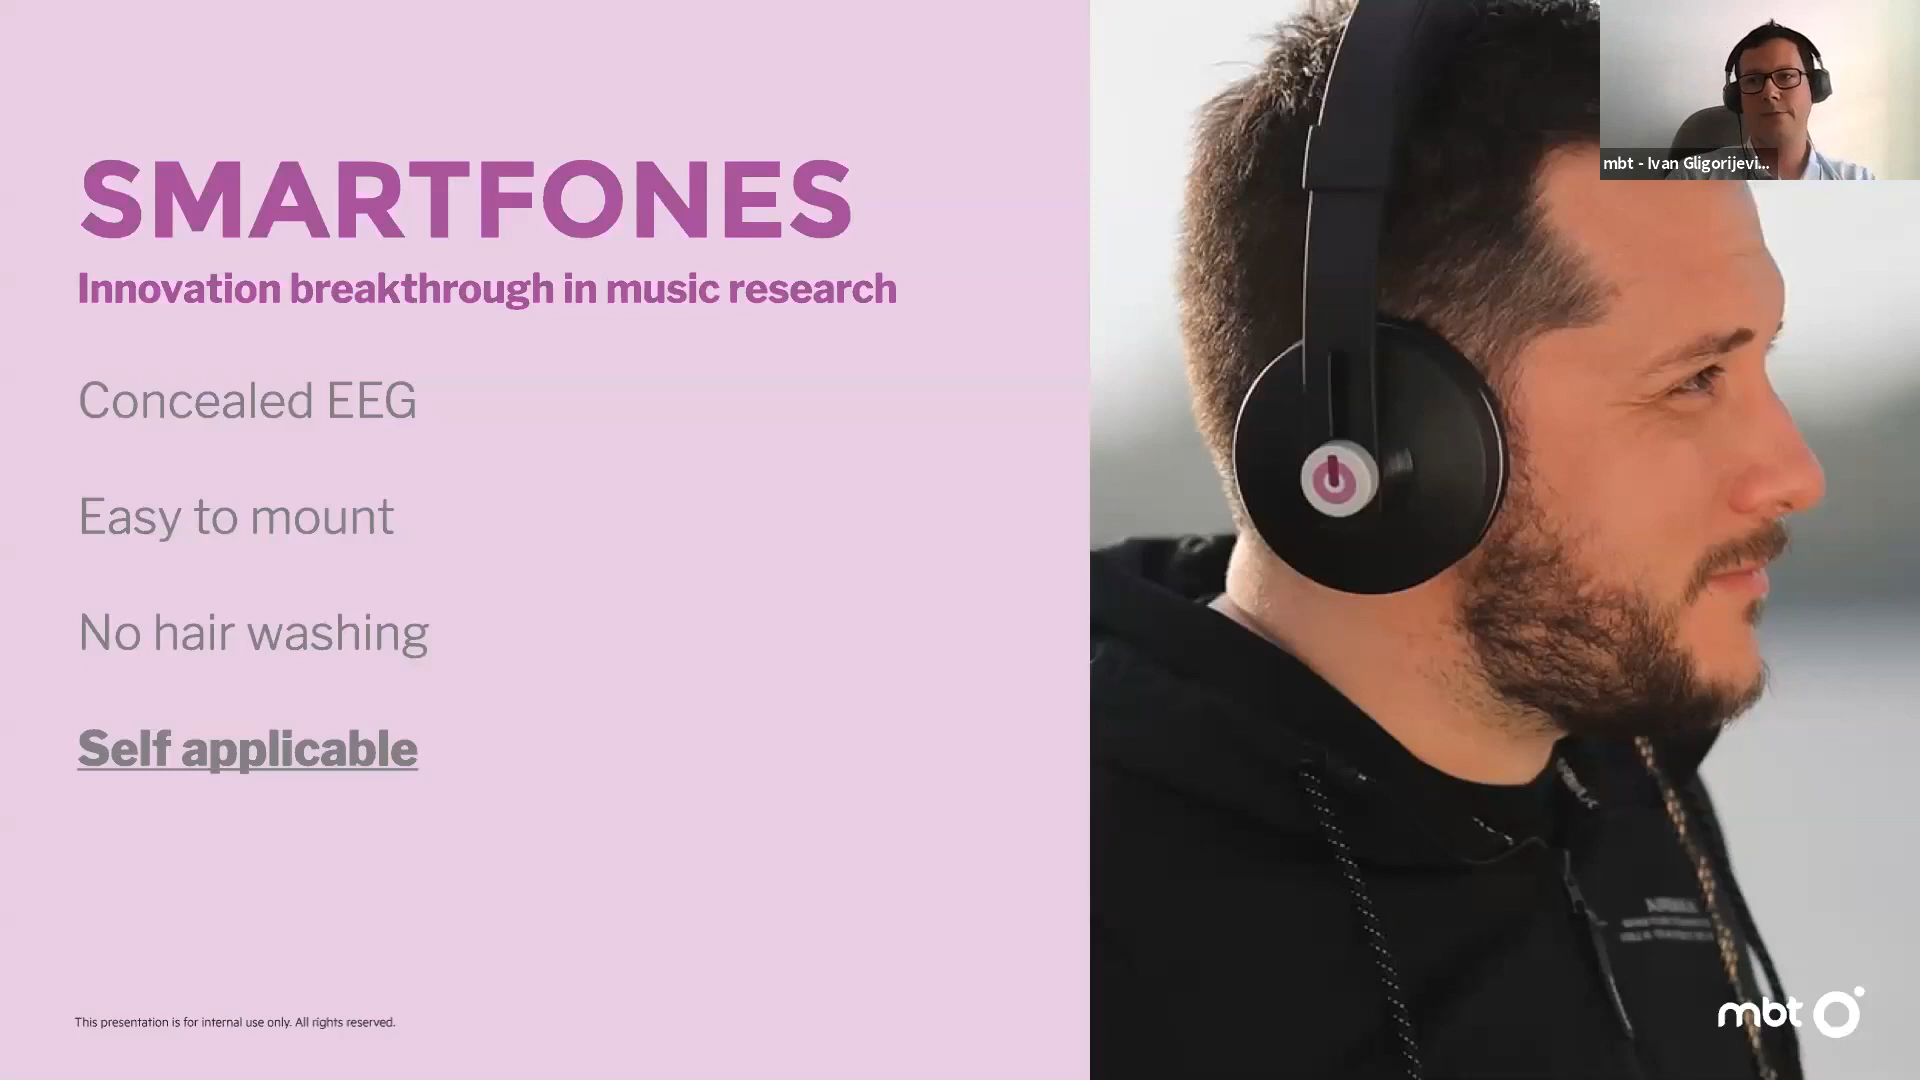 SMARTFONES
Innovation breakthrough in music research
Concealed EEG
Easy to mount
No hair washing
Self applicable
This presentation is for internal use only. All rights reserved.
mbt - Ivan Gligorijevi...
mbt